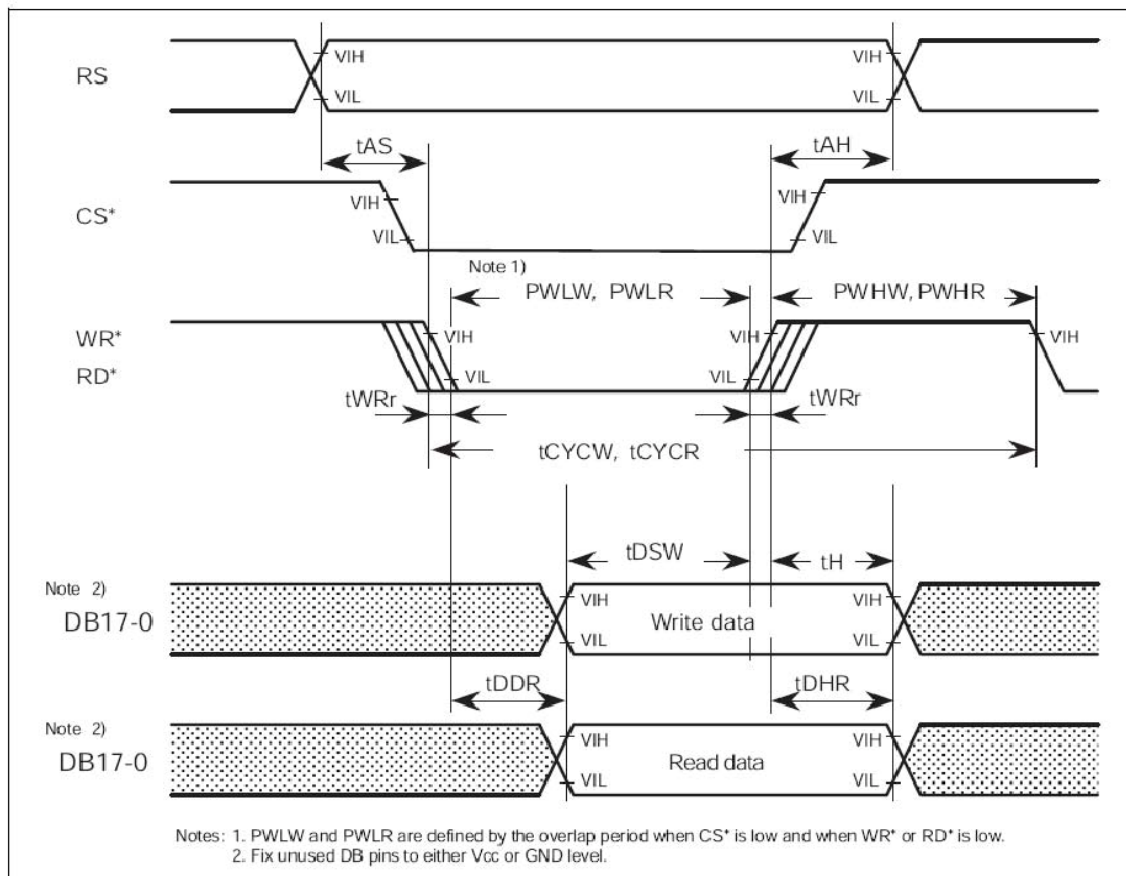 RS
VIH
VIH
VIL
VIL
tAS
tAH
CS*
VIH
VIH
VIL
VIL
Note 1)
PWLW, PWLR
PWHW, PWHR
WR*
VIH
VIH
VIH
RD*
VIL
VIL
tWRr
tWRr
tCYCW, tCYCR
tDSW
tH
Note 2)
DB17-0
VIH
VIH
Write data
VIL
VIL
tDDR
tDHR
Note 2)
DB17-0
VIH
VIH
Read data
VIL
VIL
Notes: 1. PWLW and PWLR are defined by the overlap period when CS* is low and when WR* or RD* is low.
2. Fix unused DB pins to either Vcc or GND level.